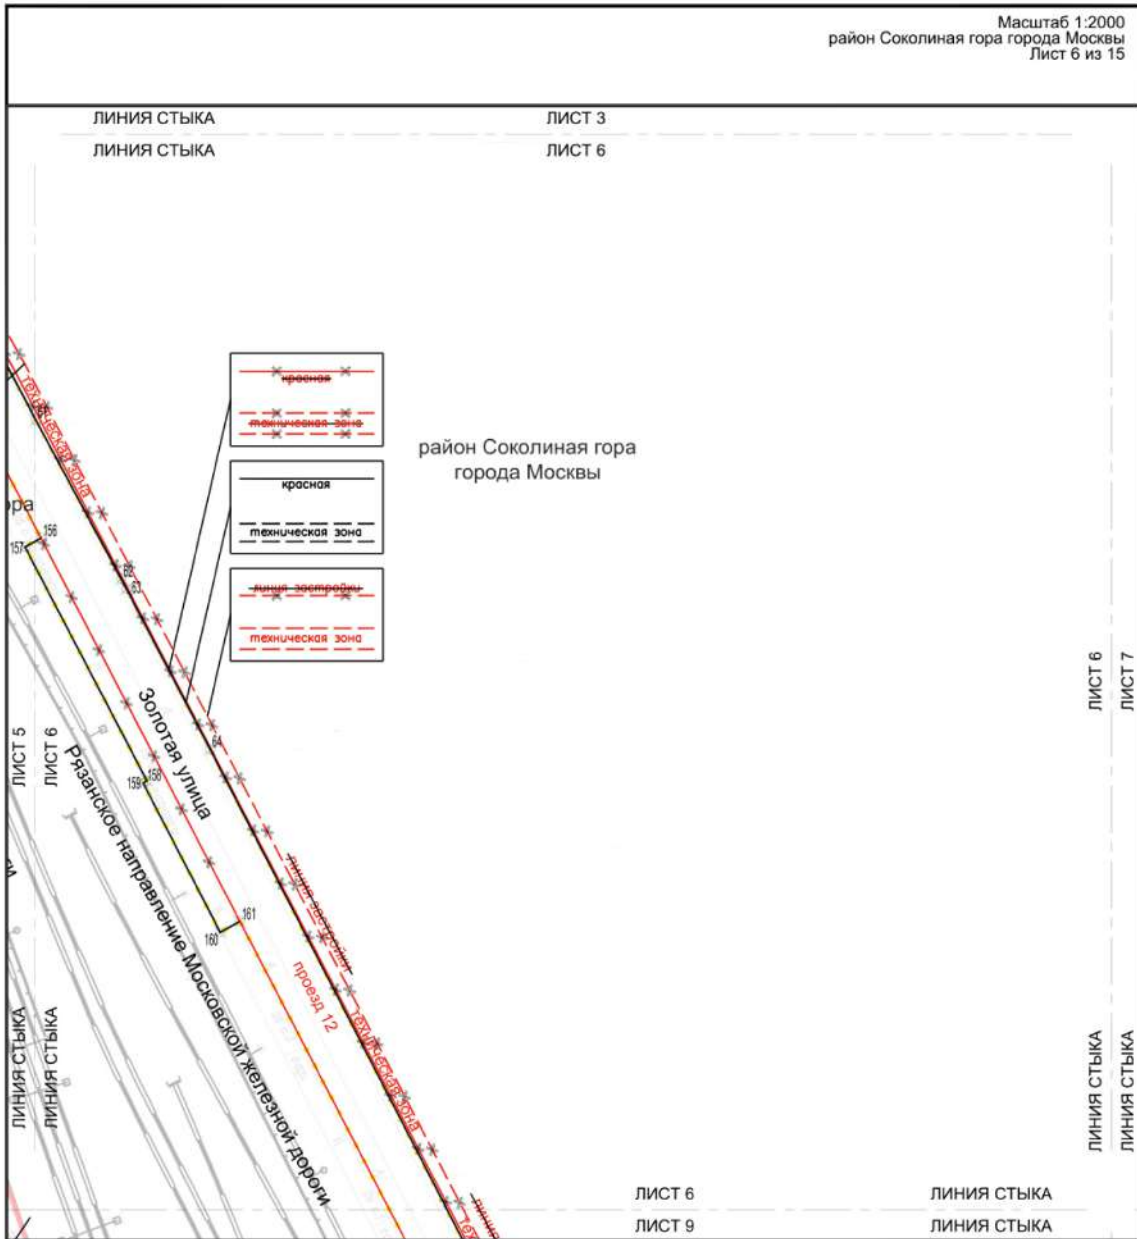 Масштаб 1:2000
район Соколиная гора города Москвы
Лист 6 из 15
ЛИНИЯ СТЫКА
ЛИСТ 3
ЛИНИЯ СТЫКА
ЛИСТ 6
красная
техническая зона
красная
техническая зона
линия застройки
техническая зона
район Соколиная гора
города Москвы
техническая зона
ора
156
157
62
63
64
Золотая улица
158
159
Рязанское направление Московской железной дороги
160
161
линия застройки
проезд 12
техническая зона
линия
тех
ЛИСТ 5
ЛИСТ 6
ЛИНИЯ СТЫКА
ЛИНИЯ СТЫКА
ЛИСТ 6
ЛИСТ 7
ЛИНИЯ СТЫКА
ЛИНИЯ СТЫКА
ЛИСТ 6
ЛИНИЯ СТЫКА
ЛИСТ 9
ЛИНИЯ СТЫКА